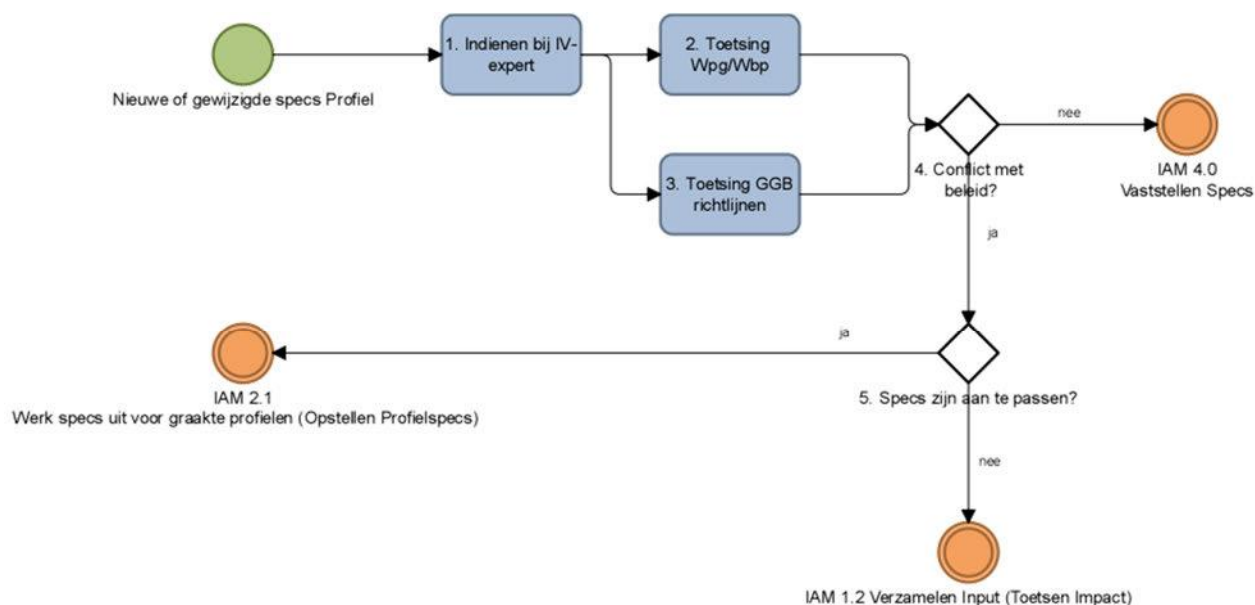 1. Indienen bij IV-
expert
2. Toetsing
Wpg/Wbp
Nieuwe of gewijzigde specs Profiel
3. Toetsing GGB
richtlijnen
nee
4. Conflict met
beleid?
IAM 4.0
Vaststellen Specs
ja
ja
IAM 2.1
Werk specs uit voor graakte profielen (Opstellen Profielspecs)
5. Specs zijn aan te passen?
nee
IAM 1.2 Verzamelen Input (Toetsen Impact)